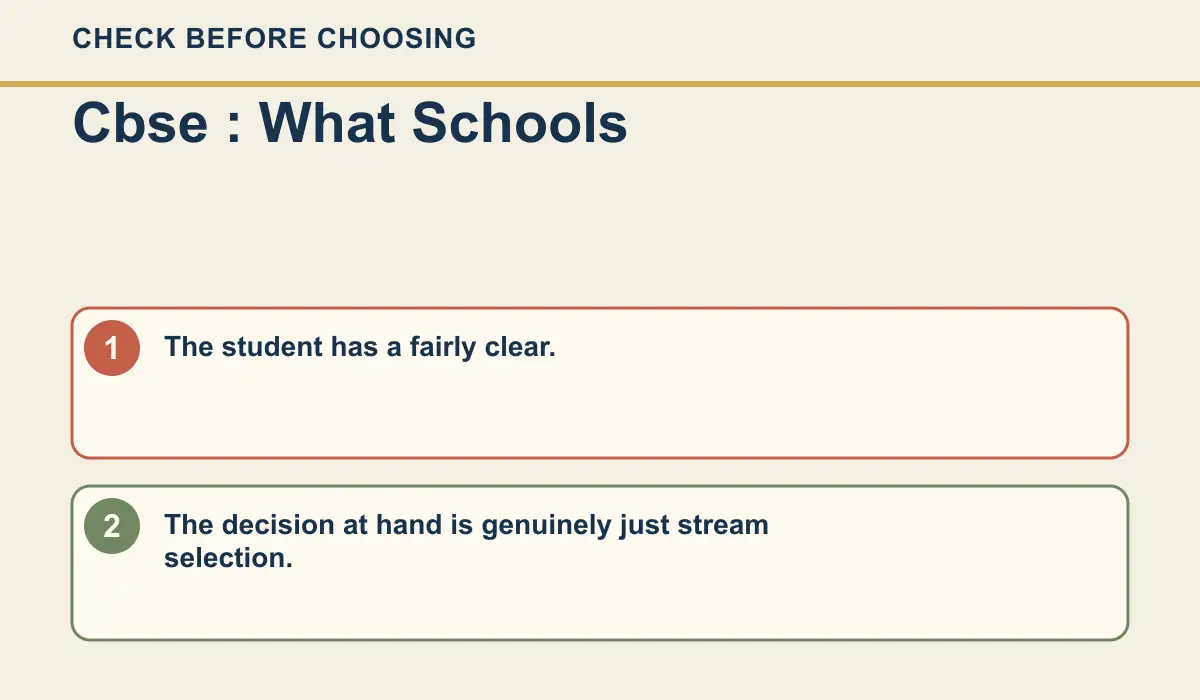 CHECK BEFORE CHOOSING
Cbse : What Schools
1
The student has a fairly clear.
2
The decision at hand is genuinely just stream
selection.